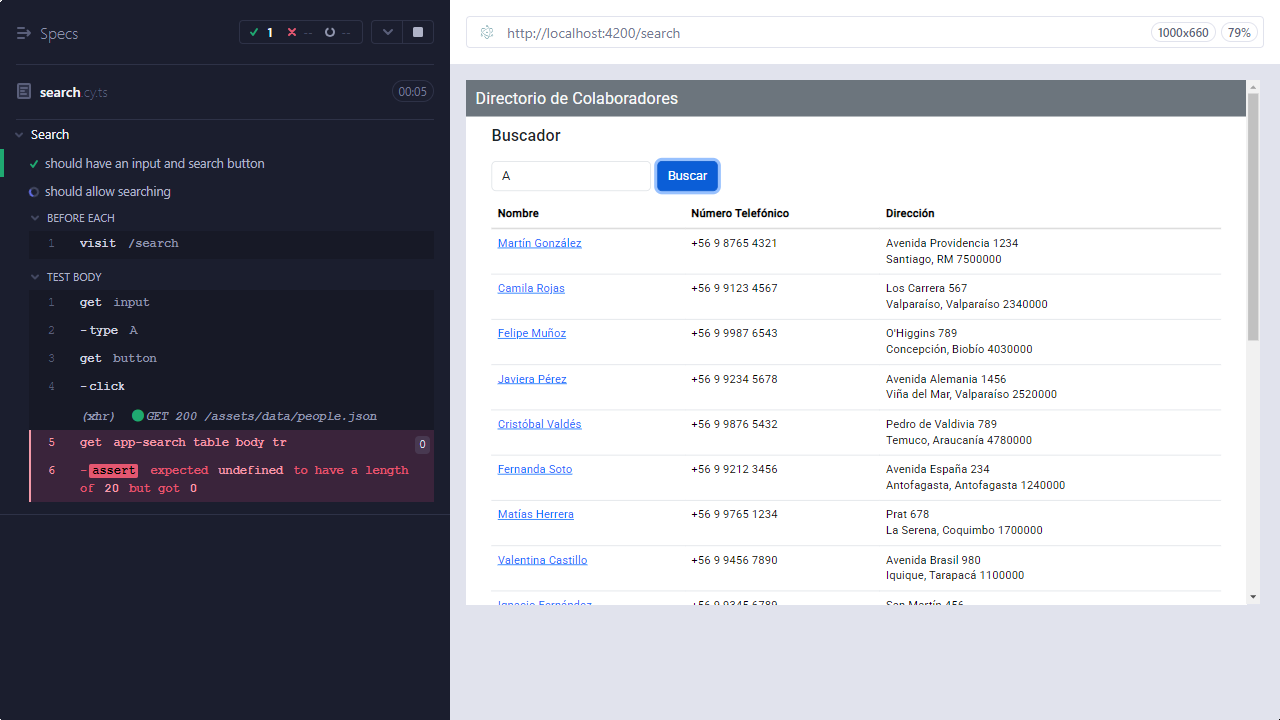 Specs
1 -- --
search.cy.ts 00:05
Search
should have an input and search button
should allow searching
BEFORE EACH
1 visit /search
TEST BODY
1 get input
2 -type A
3 get button
4 -click
(xhr) GET 200 /assets/data/people.json
5 get app-search table body tr 0
6 -assert expected undefined to have a length
of 20 but got 0
http://localhost:4200/search 1000x660 79%
Directorio de Colaboradores
Buscador
A Buscar
Nombre Número Telefónico Dirección
Martín González +56 9 8765 4321 Avenida Providencia 1234
Santiago, RM 7500000
Camila Rojas +56 9 9123 4567 Los Carrera 567
Valparaíso, Valparaíso 2340000
Felipe Muñoz +56 9 9987 6543 O'Higgins 789
Concepción, Biobío 4030000
Javiera Pérez +56 9 9234 5678 Avenida Alemania 1456
Viña del Mar, Valparaíso 2520000
Cristóbal Valdés +56 9 9876 5432 Pedro de Valdivia 789
Temuco, Araucanía 4780000
Fernanda Soto +56 9 9212 3456 Avenida España 234
Antofagasta, Antofagasta 1240000
Matías Herrera +56 9 9765 1234 Prat 678
La Serena, Coquimbo 1700000
Valentina Castillo +56 9 9456 7890 Avenida Brasil 980
Iquique, Tarapacá 1100000
Ignacio Fernández +56 9 9345 6789 San Martín 456